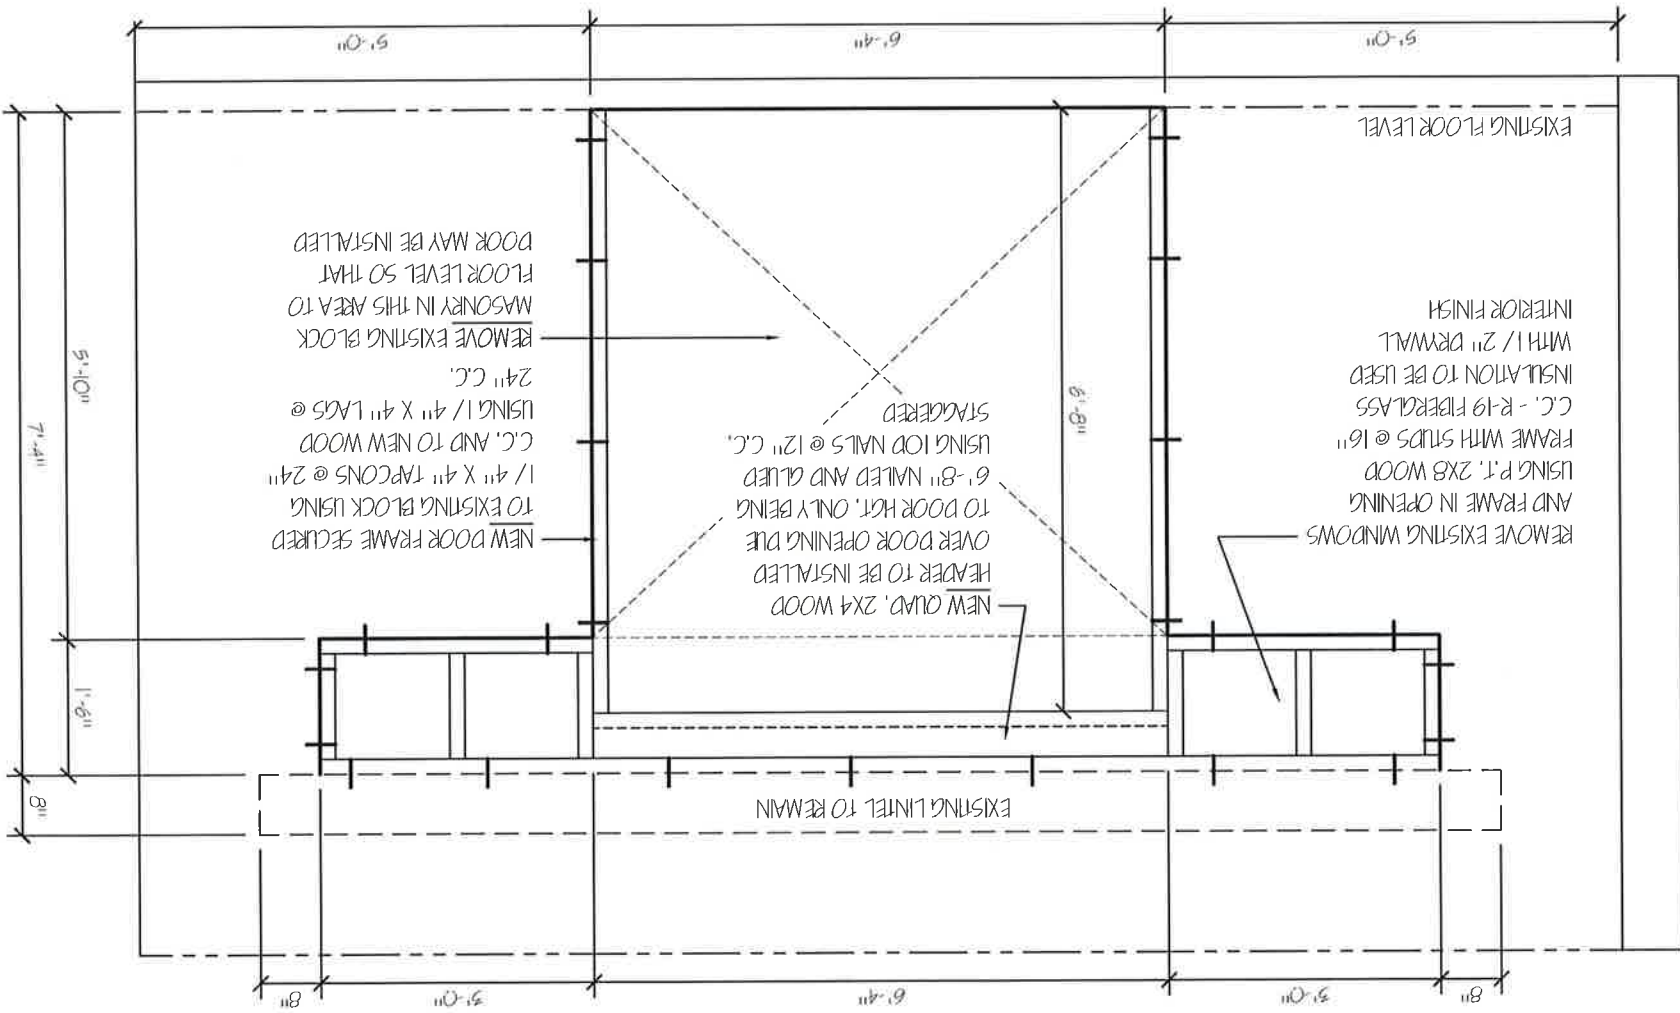 8"
3'-0"
6'-4"
3'-0"
8"
EXISTING LINTEL TO REMAIN
8"
1'-6"
5'-10"
7'-4"
REMOVE EXISTING WINDOWS
AND FRAME IN OPENING
USING P.T. 2X8 WOOD
FRAME WITH STUDS @ 16"
C.C. - R-19 FIBERGLASS
INSULATION TO BE USED
WITH 1/2" DRYWALL
INTERIOR FINISH
NEW QUAD. 2X4 WOOD
HEADER TO BE INSTALLED
OVER DOOR OPENING DUE
TO DOOR HGT. ONLY BEING
6'-8" NAILED AND GLUED
USING 10D NAILS @ 12" C.C.
STAGGERED
6'-8"
NEW DOOR FRAME SECURED
TO EXISTING BLOCK USING
1/4" X 4" TAPCONS @ 24"
C.C. AND TO NEW WOOD
USING 1/4" X 4" LAGS @
24" C.C.
REMOVE EXISTING BLOCK
MASONRY IN THIS AREA TO
FLOOR LEVEL SO THAT
DOOR MAY BE INSTALLED
EXISTING FLOOR LEVEL
5'-0"
6'-4"
5'-0"